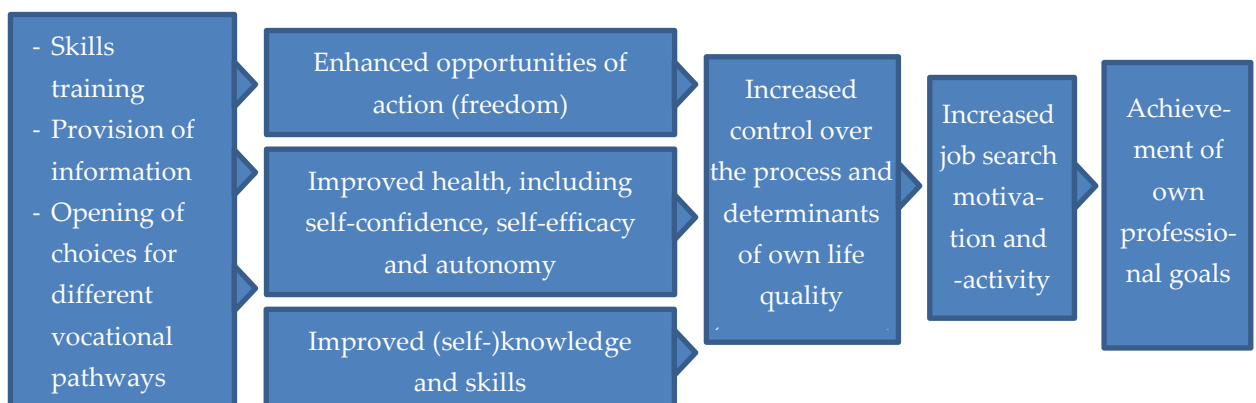 - Skills
training
- Provision of
information
- Opening of
choices for
different
vocational
pathways
Enhanced opportunities of
action (freedom)
Improved health, including
self-confidence, self-efficacy
and autonomy
Improved (self-)knowledge
and skills
Increased
control over
the process and
determinants
of own life
quality
Increased
job search
motiva-
tion and
-activity
Achieve-
ment of
own
professio-
nal goals